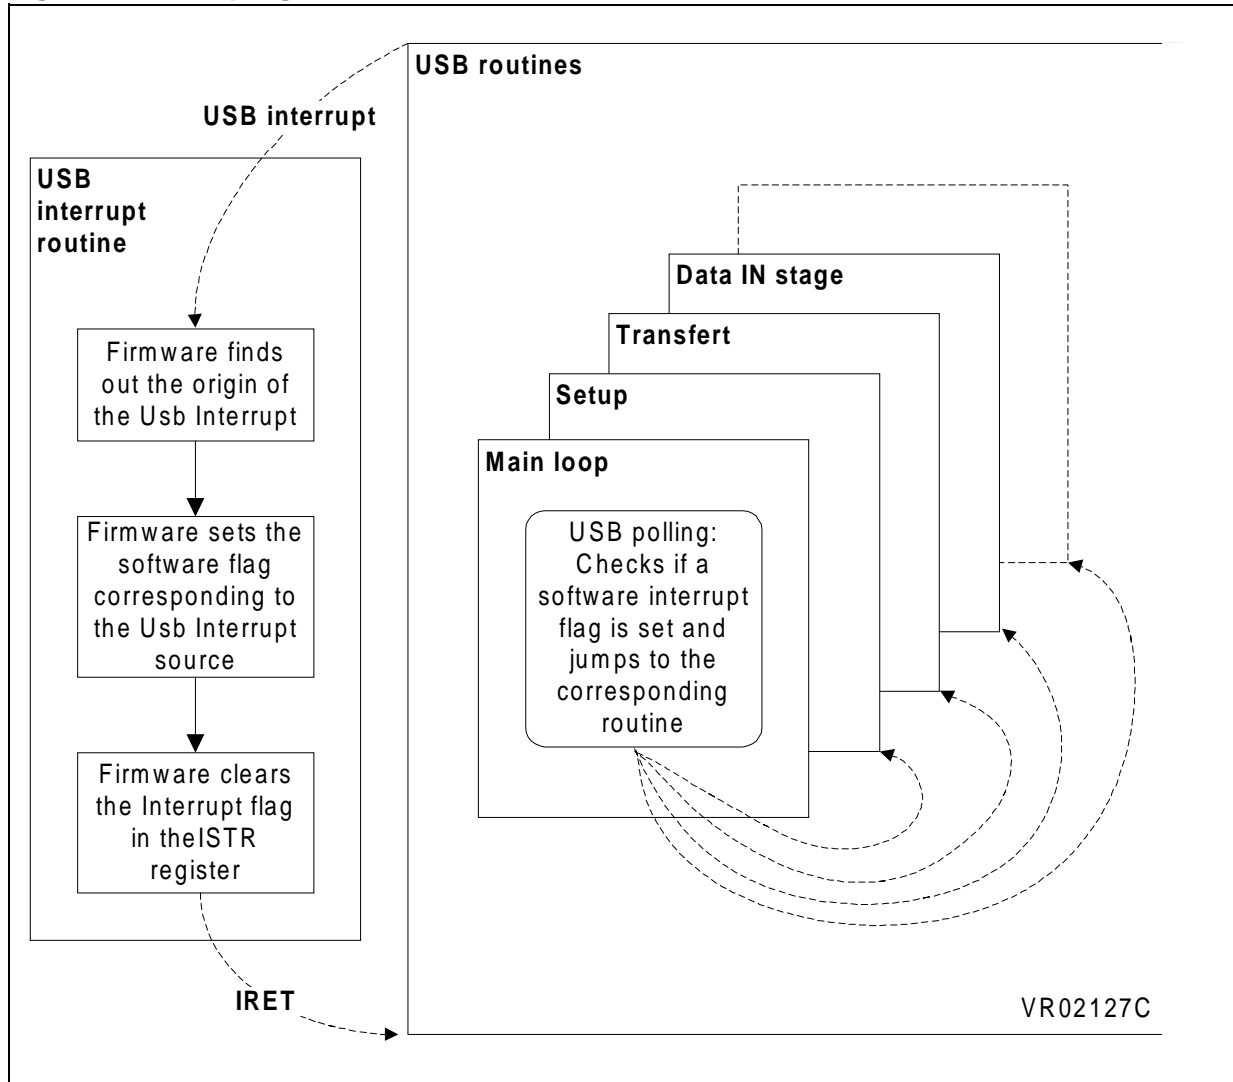 USB routines
USB interrupt
USB
interrupt
routine
Firmware finds
out the origin of
the Usb Interrupt
Firmware sets the
software flag
corresponding to
the Usb Interrupt
source
Firmware clears
the Interrupt flag
in theISTR
register
IRET
Data IN stage
Transfert
Setup
Main loop
USB polling:
Checks if a
software interrupt
flag is set and
jumps to the
corresponding
routine
VR02127C